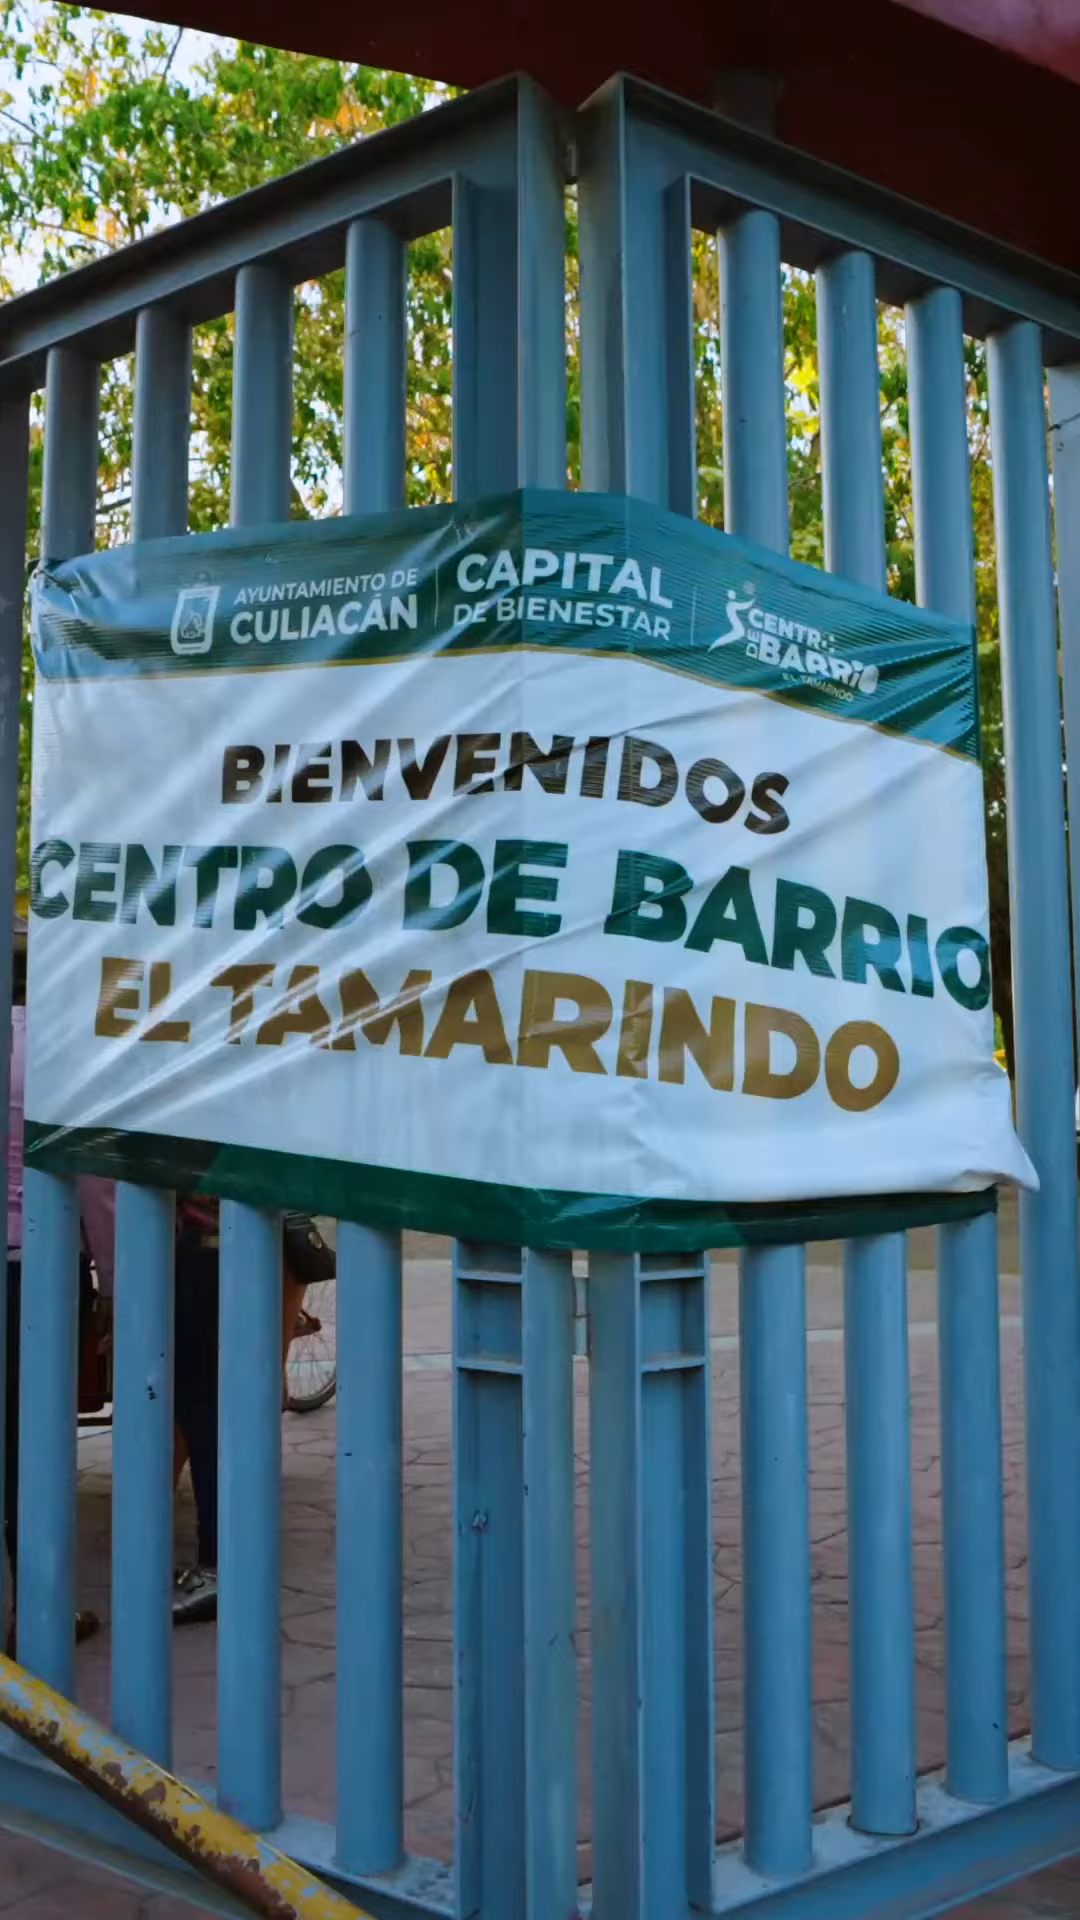 AYUNTAMIENTO DE
CULIACÁN
CAPITAL
DE BIENESTAR
CENTRO
DE
BARRIO
EL TAMARINDO
BIENVENIDOS
CENTRO DE BARRIO
EL TAMARINDO